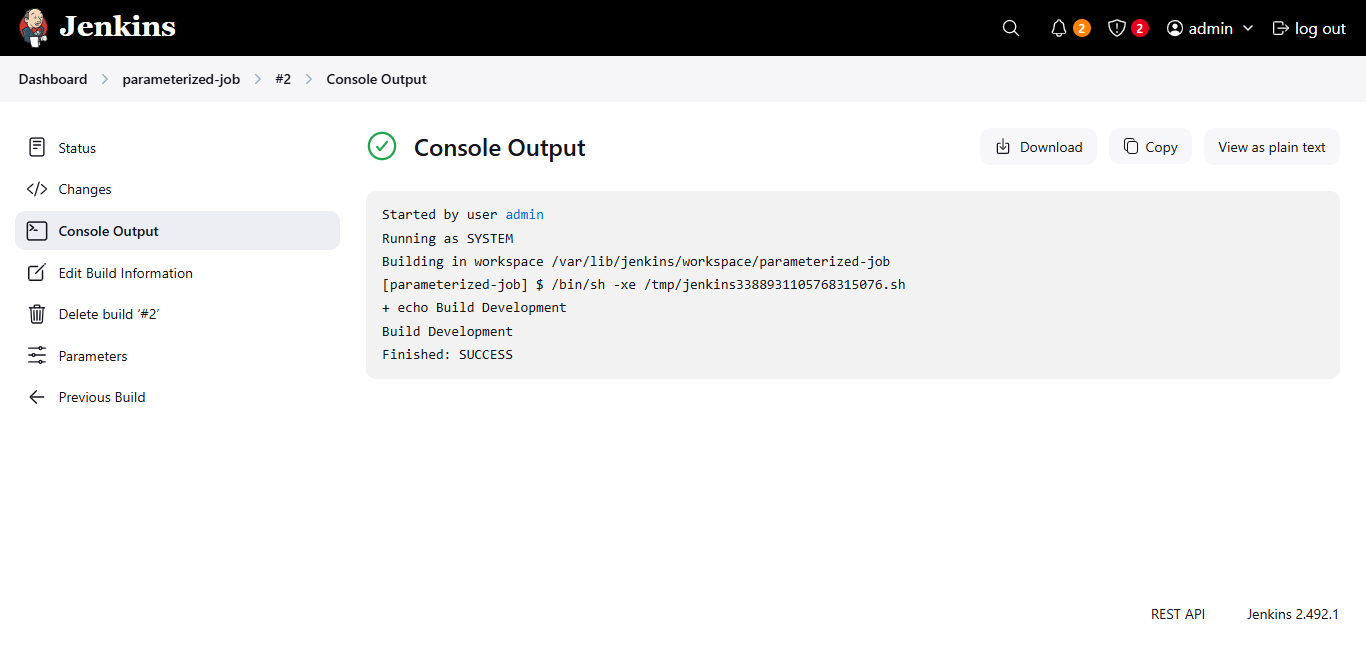 Jenkins
2
2
admin
log out
Dashboard
parameterized-job
#2
Console Output
Status
Changes
Console Output
Edit Build Information
Delete build ‘#2’
Parameters
Previous Build
Console Output
Download
Copy
View as plain text
Started by user admin
Running as SYSTEM
Building in workspace /var/lib/jenkins/workspace/parameterized-job
[parameterized-job] $ /bin/sh -xe /tmp/jenkins3388931105768315076.sh
+ echo Build Development
Build Development
Finished: SUCCESS
REST API
Jenkins 2.492.1